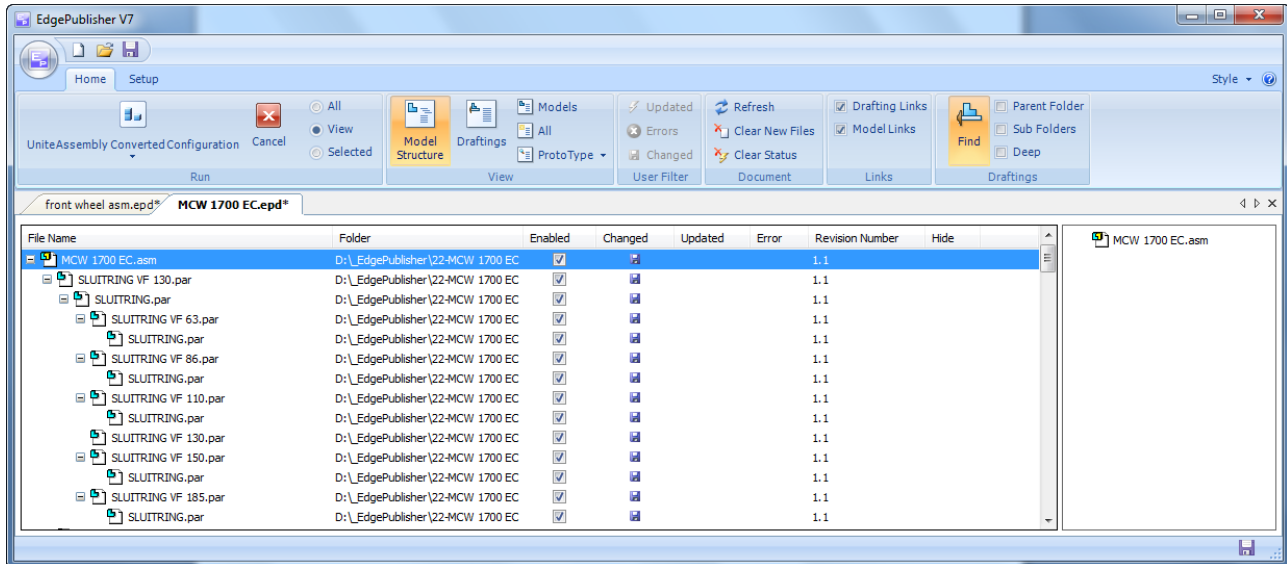 EdgePublisher V7
Home Setup Style
UniteAssembly Converted Configuration
Cancel
All
View
Selected
Run
Model Structure
Draftings
Models
All
ProtoType
View
Updated
Errors
Changed
User Filter
Refresh
Clear New Files
Clear Status
Document
Drafting Links
Model Links
Links
Find
Parent Folder
Sub Folders
Deep
Draftings
front wheel asm.epd* MCW 1700 EC.epd*
File Name Folder Enabled Changed Updated Error Revision Number Hide
MCW 1700 EC.asm D:\_EdgePublisher\22-MCW 1700 EC 1.1
SLUITRING VF 130.par D:\_EdgePublisher\22-MCW 1700 EC 1.1
SLUITRING.par D:\_EdgePublisher\22-MCW 1700 EC 1.1
SLUITRING VF 63.par D:\_EdgePublisher\22-MCW 1700 EC 1.1
SLUITRING.par D:\_EdgePublisher\22-MCW 1700 EC 1.1
SLUITRING VF 86.par D:\_EdgePublisher\22-MCW 1700 EC 1.1
SLUITRING.par D:\_EdgePublisher\22-MCW 1700 EC 1.1
SLUITRING VF 110.par D:\_EdgePublisher\22-MCW 1700 EC 1.1
SLUITRING.par D:\_EdgePublisher\22-MCW 1700 EC 1.1
SLUITRING VF 130.par D:\_EdgePublisher\22-MCW 1700 EC 1.1
SLUITRING VF 150.par D:\_EdgePublisher\22-MCW 1700 EC 1.1
SLUITRING.par D:\_EdgePublisher\22-MCW 1700 EC 1.1
SLUITRING VF 185.par D:\_EdgePublisher\22-MCW 1700 EC 1.1
SLUITRING.par D:\_EdgePublisher\22-MCW 1700 EC 1.1
MCW 1700 EC.asm